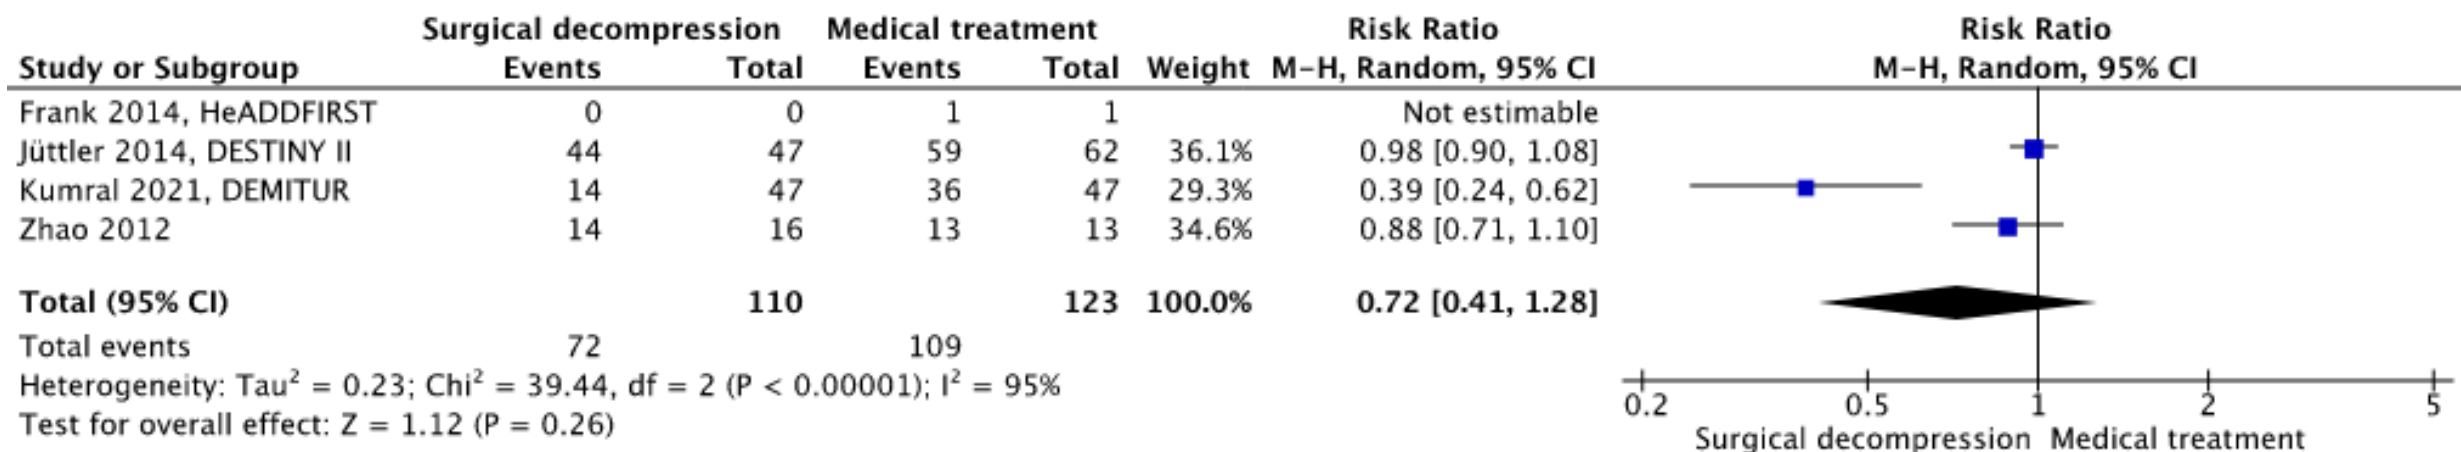 Surgical decompression Medical treatment Risk Ratio Risk Ratio
Study or Subgroup Events Total Events Total Weight M-H, Random, 95% CI M-H, Random, 95% CI
Frank 2014, HeADDFIRST 0 0 1 1 Not estimable
Jüttler 2014, DESTINY II 44 47 59 62 36.1% 0.98 [0.90, 1.08]
Kumral 2021, DEMITUR 14 47 36 47 29.3% 0.39 [0.24, 0.62]
Zhao 2012 14 16 13 13 34.6% 0.88 [0.71, 1.10]
Total (95% CI) 110 123 100.0% 0.72 [0.41, 1.28]
Total events 72 109
Heterogeneity: Tau² = 0.23; Chi² = 39.44, df = 2 (P < 0.00001); I² = 95%
Test for overall effect: Z = 1.12 (P = 0.26)
0.2 0.5 1 2 5
Surgical decompression Medical treatment